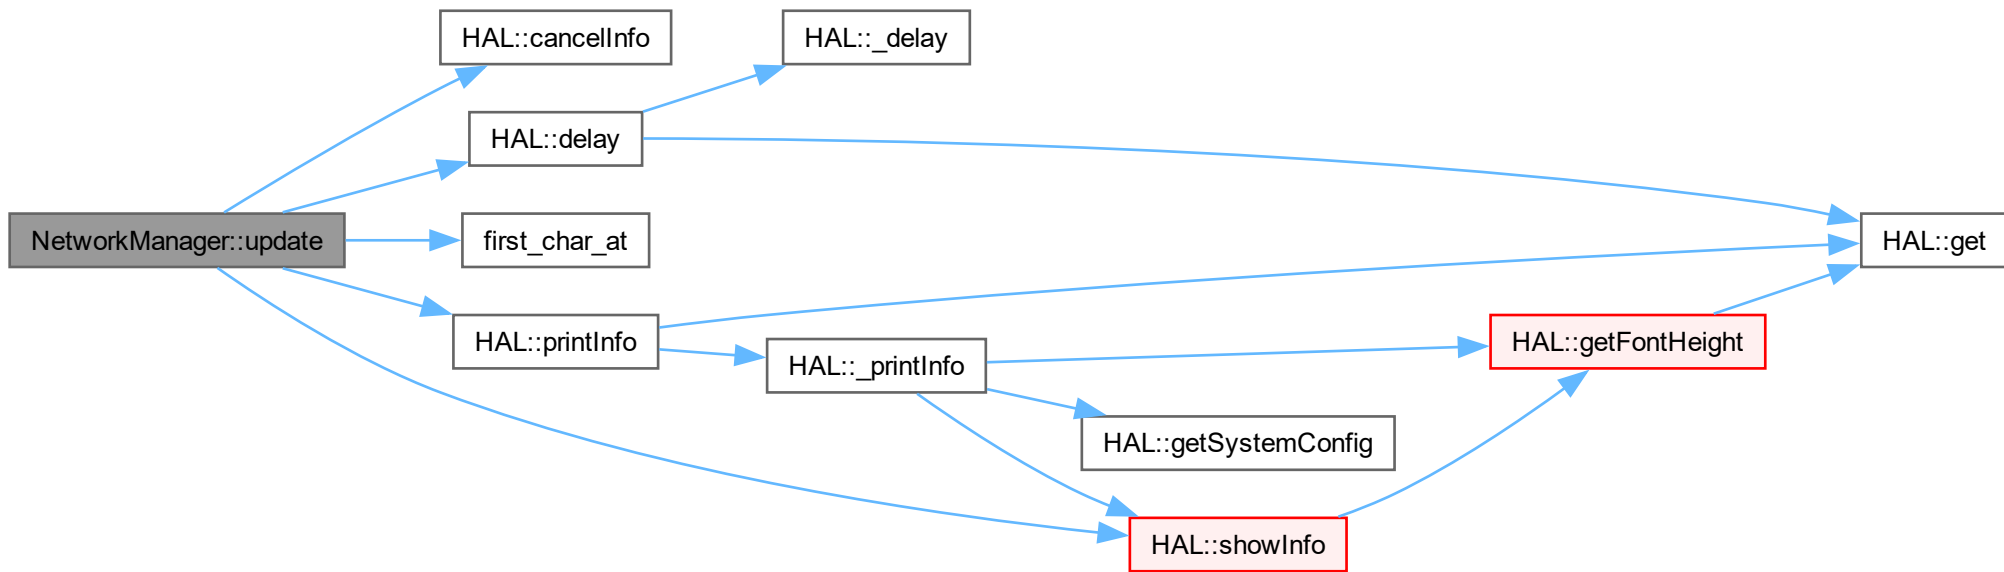 HAL::cancelInfo
HAL::_delay
HAL::delay
NetworkManager::update
first_char_at
HAL::get
HAL::printInfo
HAL::_printInfo
HAL::getFontHeight
HAL::getSystemConfig
HAL::showInfo